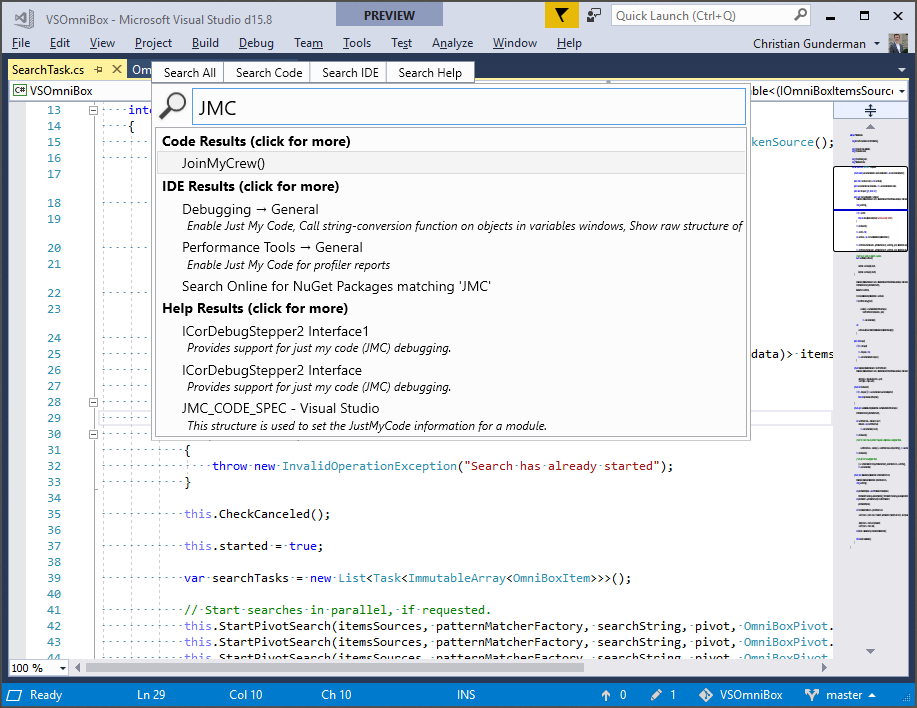 VSOmniBox - Microsoft Visual Studio d15.8
PREVIEW
Quick Launch (Ctrl+Q)
File Edit View Project Build Debug Team Tools Test Analyze Window Help
Christian Gunderman
SearchTask.cs
Om
Search All Search Code Search IDE Search Help
C# VSOmniBox
ble<(IOmniBoxItemsSourc
JMC
Code Results (click for more)
JoinMyCrew()
IDE Results (click for more)
Debugging → General
Enable Just My Code, Call string-conversion function on objects in variables windows, Show raw structure of
Performance Tools → General
Enable Just My Code for profiler reports
Search Online for NuGet Packages matching 'JMC'
Help Results (click for more)
ICorDebugStepper2 Interface1
Provides support for just my code (JMC) debugging.
ICorDebugStepper2 Interface
Provides support for just my code (JMC) debugging.
JMC_CODE_SPEC - Visual Studio
This structure is used to set the JustMyCode information for a module.
13 inte
14 {
15 kenSource();
16
17
18
19
20
21
22
23
24
25 data)> items
26
27
28
29
30
31 {
32 throw new InvalidOperationException("Search has already started");
33 }
34
35 this.CheckCanceled();
36
37 this.started = true;
38
39 var searchTasks = new List<Task<ImmutableArray<OmniBoxItem>>>();
40
41 // Start searches in parallel, if requested.
42 this.StartPivotSearch(itemsSources, patternMatcherFactory, searchString, pivot, OmniBoxPivot.
43 this.StartPivotSearch(itemsSources, patternMatcherFactory, searchString, pivot, OmniBoxPivot.
44 this.StartPivotSearch(itemsSources, patternMatcherFactory, searchString, pivot, OmniBoxPivot.
100 %
Ready Ln 29 Col 10 Ch 10 INS 0 1 VSOmniBox master